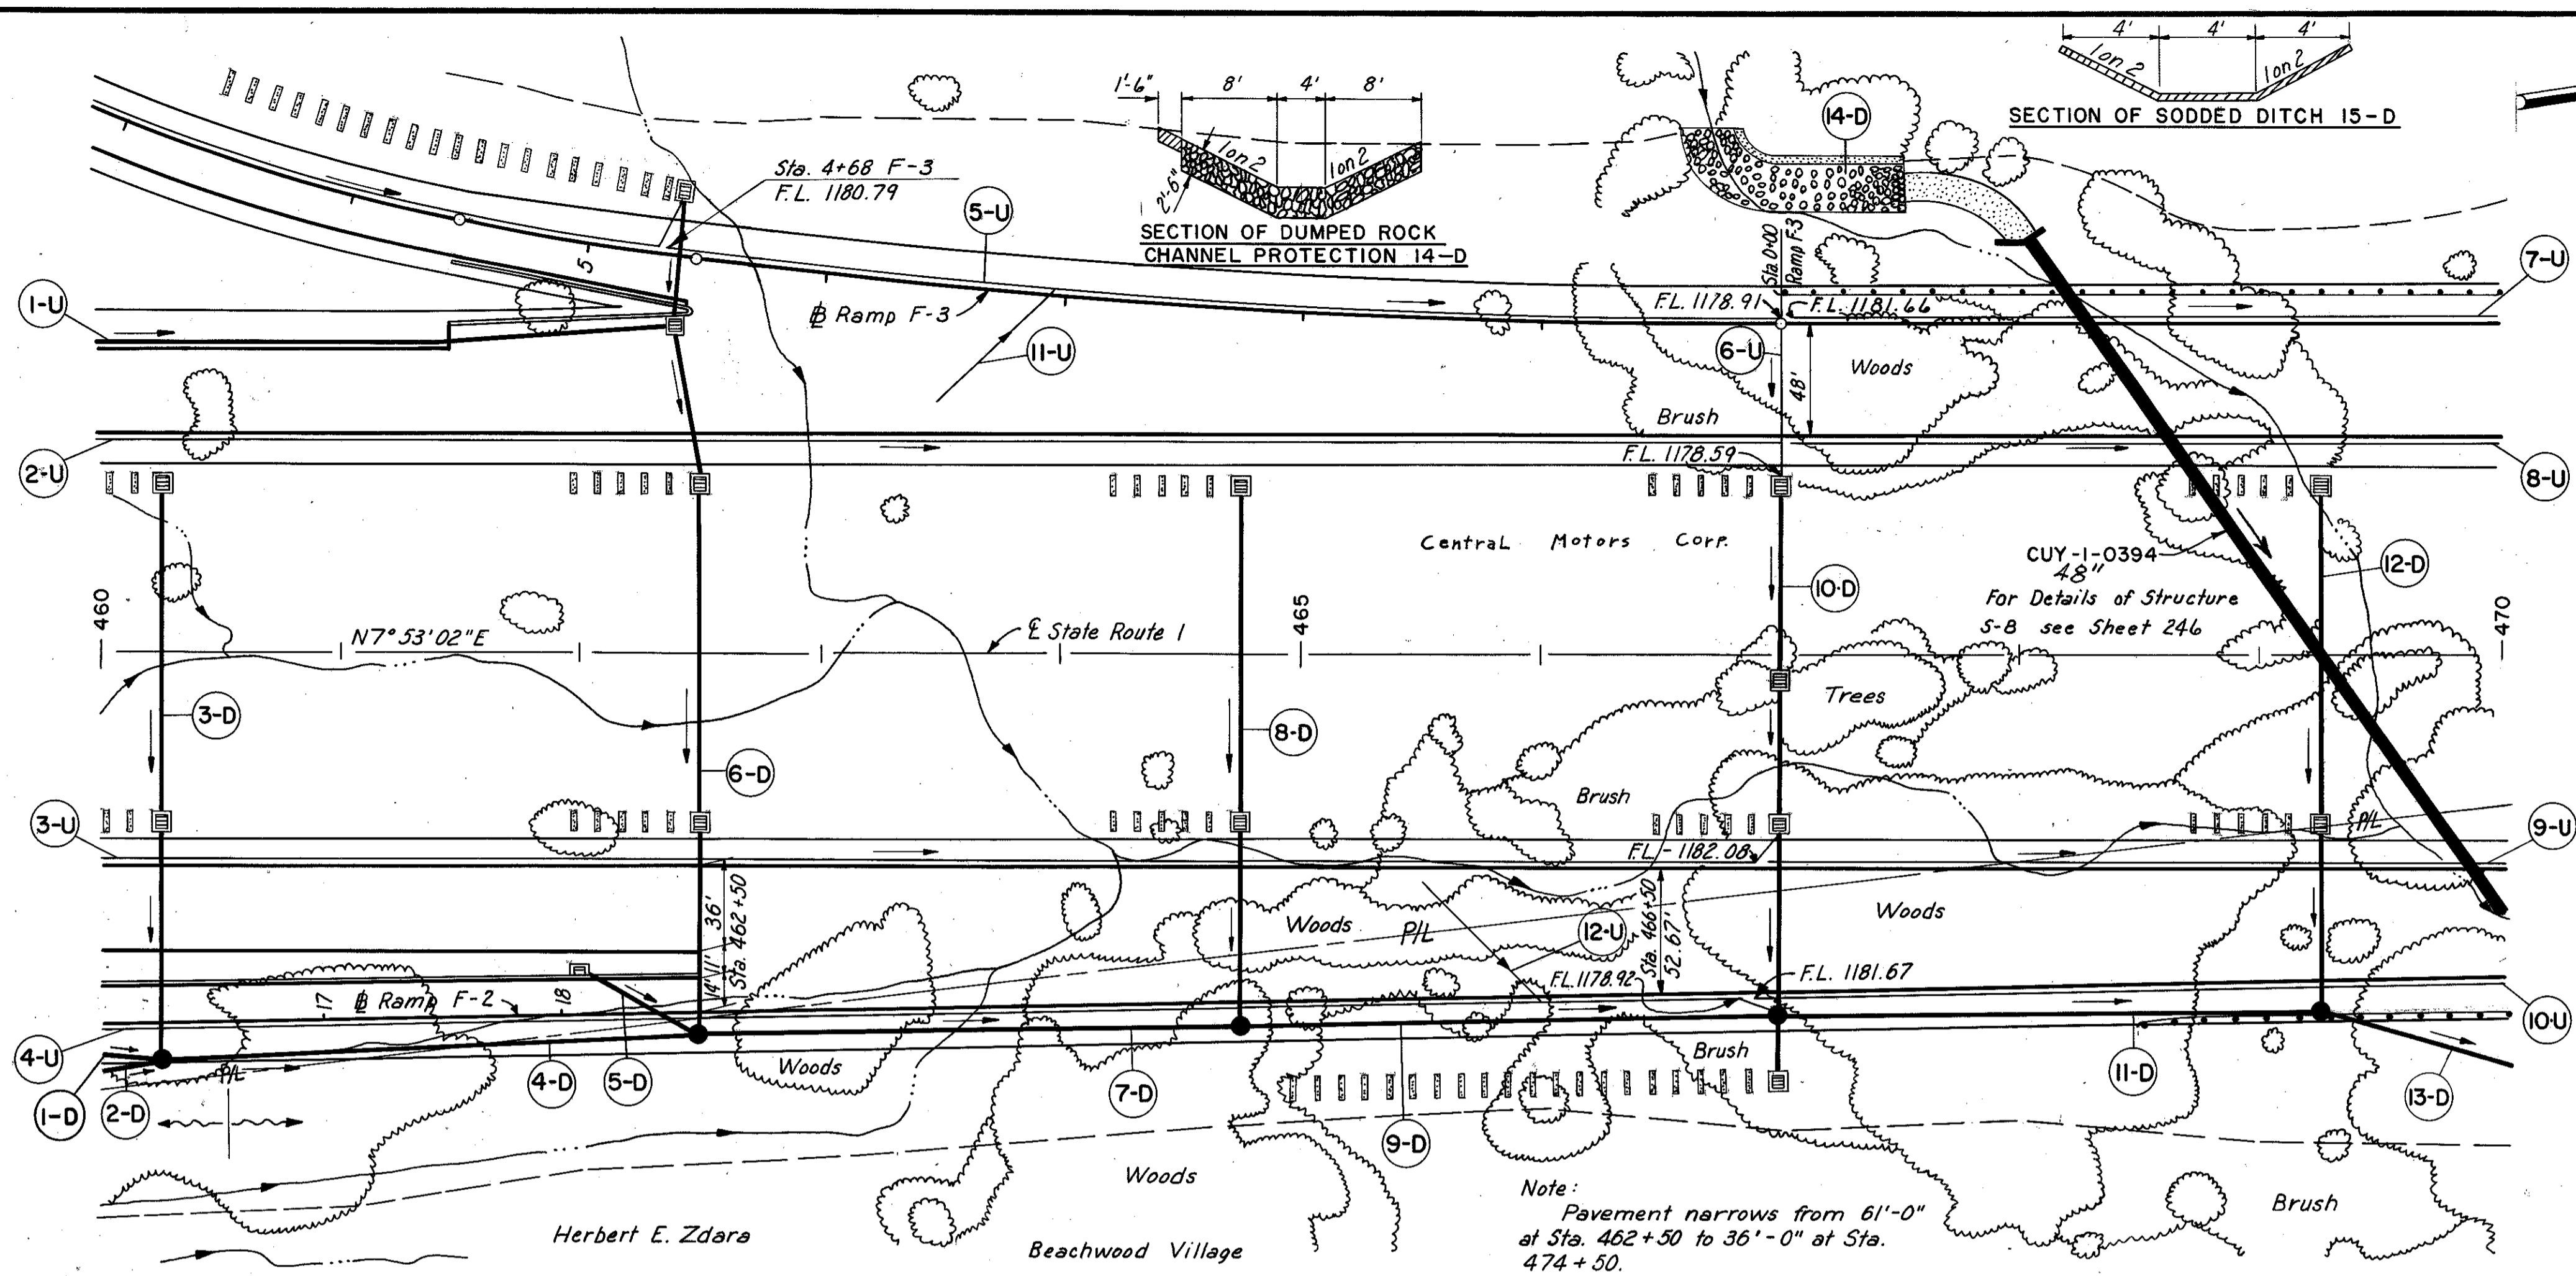 4' 4' 4'
1 on 2 1 on 2
SECTION OF SODDED DITCH 15-D
1'-6" 8' 4' 8'
1 on 2 1 on 2
2'-6"
SECTION OF DUMPED ROCK
CHANNEL PROTECTION 14-D
14-D
Sta. 4+68 F-3
F.L. 1180.79
5-U
5
1-U
℄ Ramp F-3
11-U
Sta. 0+00
Ramp F-3
F.L. 1178.91
F.L. 1181.66
7-U
6-U
48'
Woods
Brush
2-U
F.L. 1178.59
8-U
Central Motors Corp.
CUY-1-0394
48"
For Details of Structure
S-8 see Sheet 246
12-D
10-D
460
N7°53'02"E
℄ State Route 1
465
470
3-D
8-D
6-D
Trees
Brush
3-U
F.L. - 1182.08
P/L
9-U
36'
11'
14'
Sta. 462+50
Woods
P/L
12-U
Sta. 466+50
52.67'
Woods
F.L. 1178.92
F.L. 1181.67
17
℄ Ramp F-2
18
4-U
10-U
P/L
Woods
Brush
1-D
2-D
4-D
5-D
7-D
9-D
11-D
13-D
Woods
Herbert E. Zdara
Beachwood Village
Note:
Pavement narrows from 61'-0"
at Sta. 462+50 to 36'-0" at Sta.
474+50.
Brush